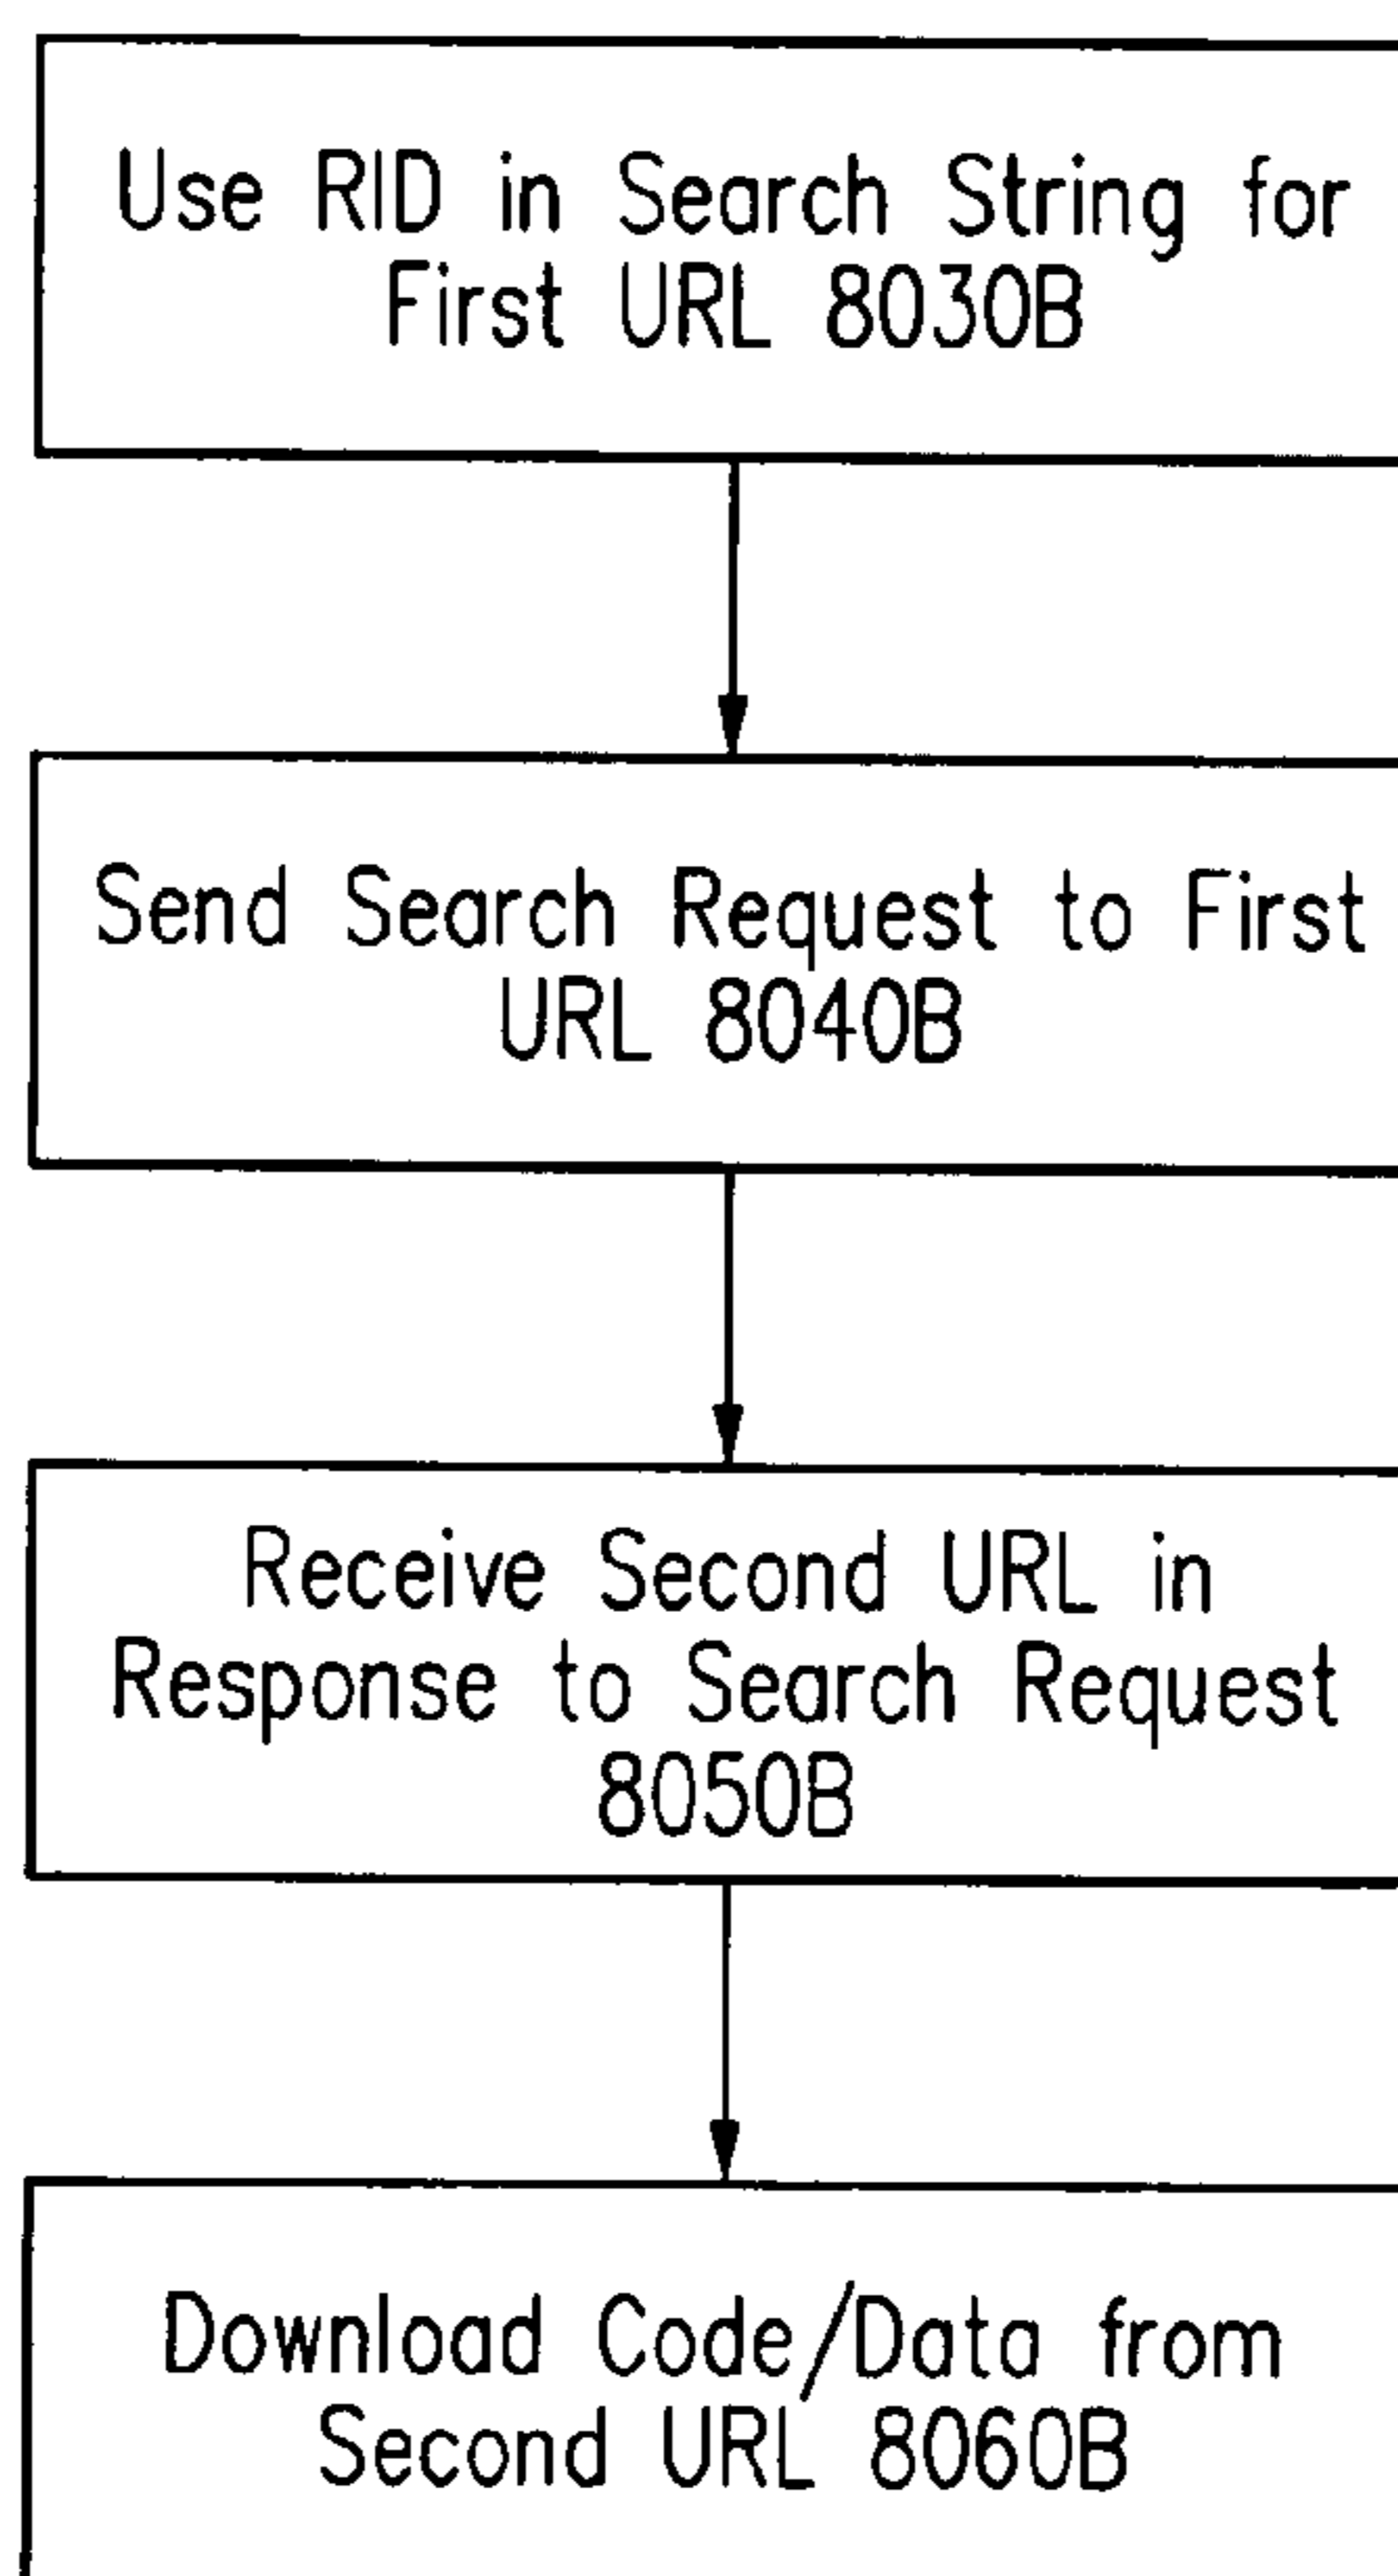 Use RID in Search String for
First URL 8030B
Send Search Request to First
URL 8040B
Receive Second URL in
Response to Search Request
8050B
Download Code/Data from
Second URL 8060B